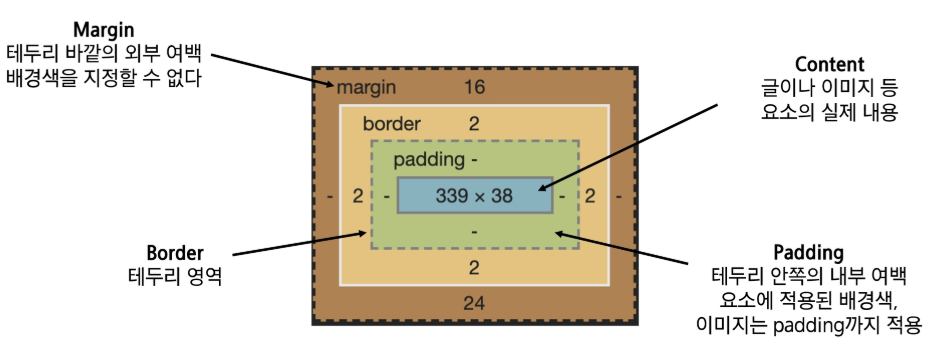 Margin
테두리 바깥의 외부 여백
배경색을 지정할 수 없다
Content
글이나 이미지 등
요소의 실제 내용
margin 16
border 2
padding -
- 2 - 339 × 38 - 2 -
-
2
24
Border
테두리 영역
Padding
테두리 안쪽의 내부 여백
요소에 적용된 배경색,
이미지는 padding까지 적용